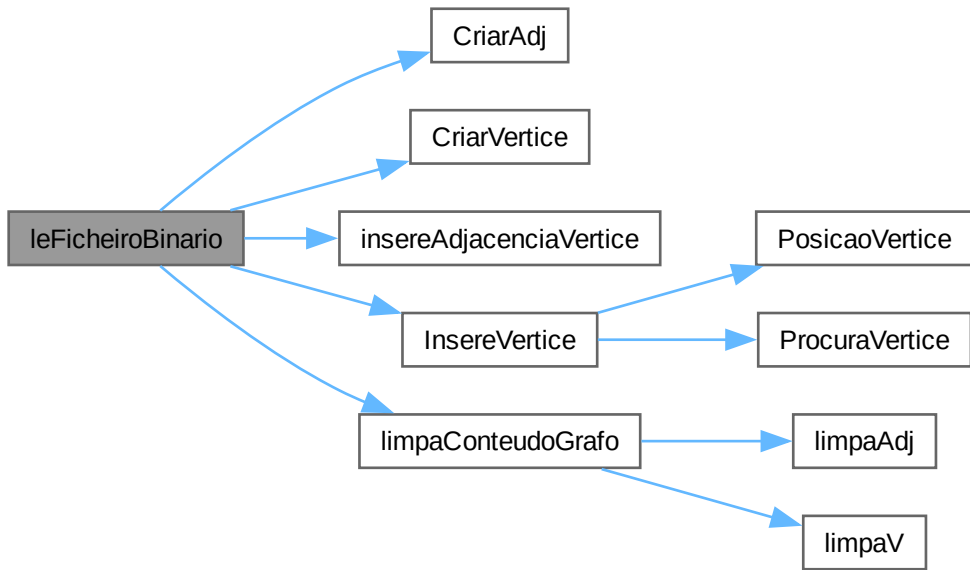 CriarAdj
CriarVertice
leFicheiroBinario
insereAdjacenciaVertice
PosicaoVertice
InsereVertice
ProcuraVertice
limpaConteudoGrafo
limpaAdj
limpaV